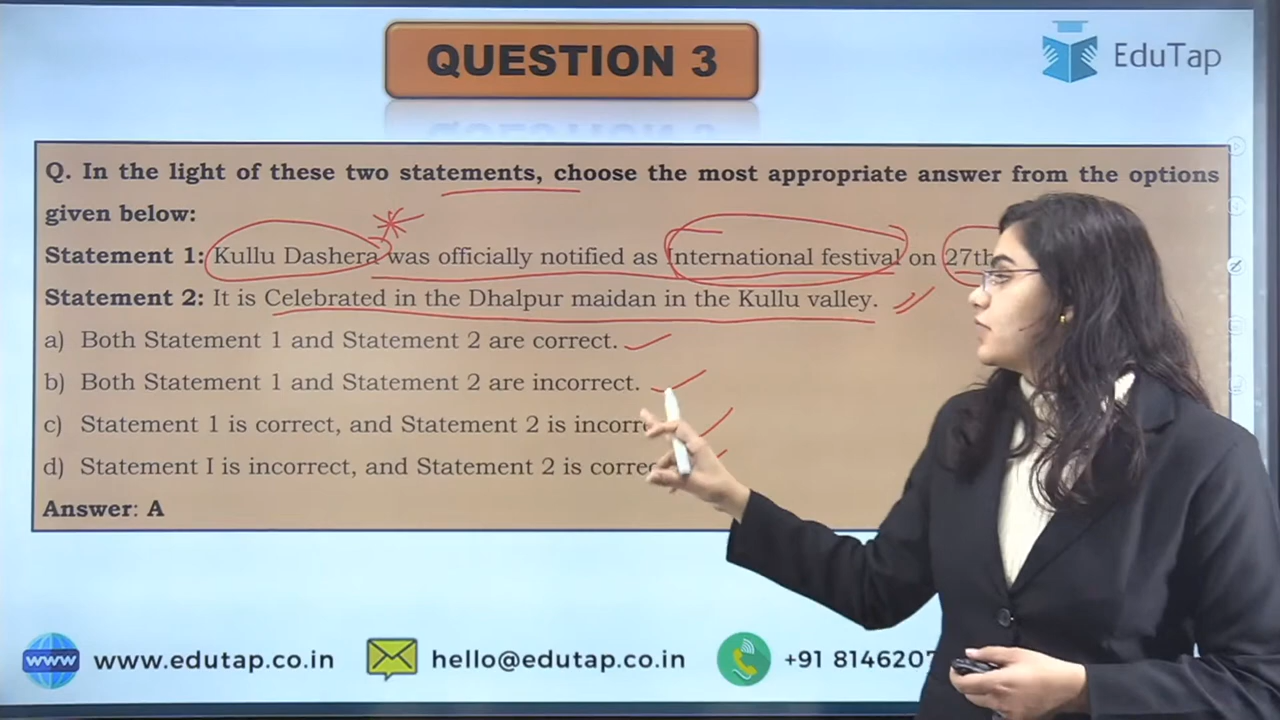 QUESTION 3
EduTap
Q. In the light of these two statements, choose the most appropriate answer from the options
given below:
Statement 1: Kullu Dashera was officially notified as International festival on 27th
Statement 2: It is Celebrated in the Dhalpur maidan in the Kullu valley.
a) Both Statement 1 and Statement 2 are correct.
b) Both Statement 1 and Statement 2 are incorrect.
c) Statement 1 is correct, and Statement 2 is
d) Statement I is incorrect, and Statement 2 is
Answer: A
www
www.edutap.co.in
hello@edutap.co.in
+91